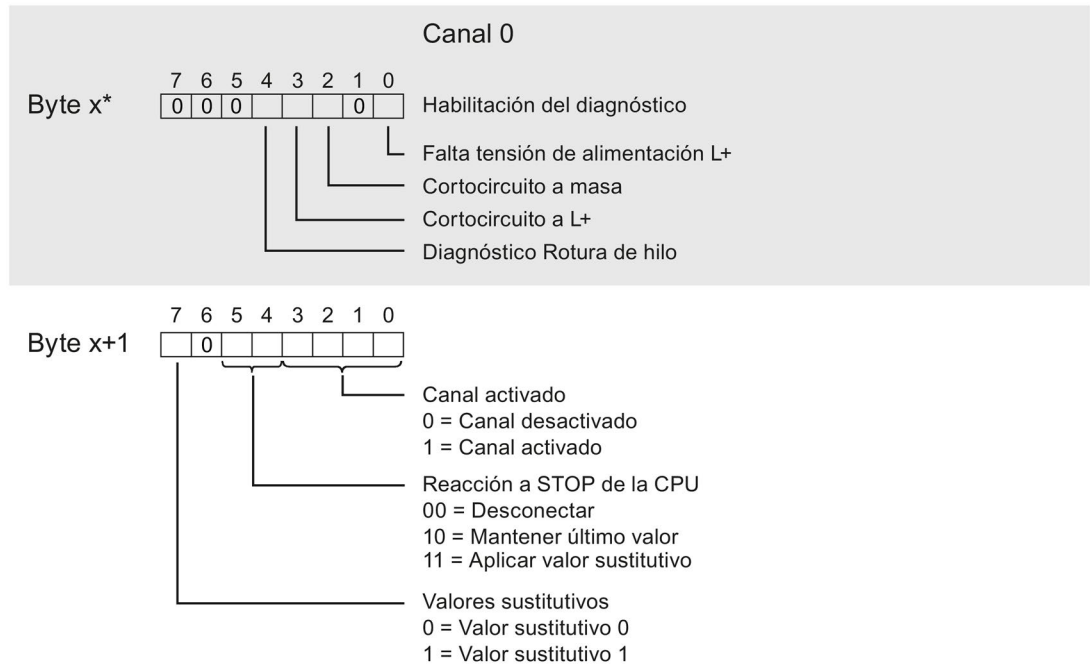 Canal 0
7 6 5 4 3 2 1 0
Byte x* 0 0 0 0 Habilitación del diagnóstico
Falta tensión de alimentación L+
Cortocircuito a masa
Cortocircuito a L+
Diagnóstico Rotura de hilo
7 6 5 4 3 2 1 0
Byte x+1 0
Canal activado
0 = Canal desactivado
1 = Canal activado
Reacción a STOP de la CPU
00 = Desconectar
10 = Mantener último valor
11 = Aplicar valor sustitutivo
Valores sustitutivos
0 = Valor sustitutivo 0
1 = Valor sustitutivo 1